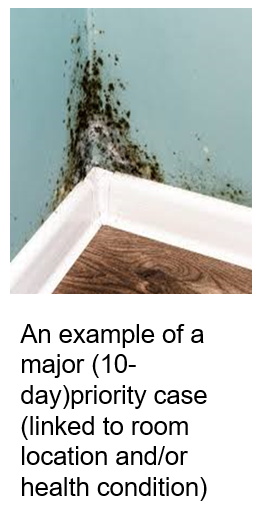 An example of a
major (10-
day)priority case
(linked to room
location and/or
health condition)